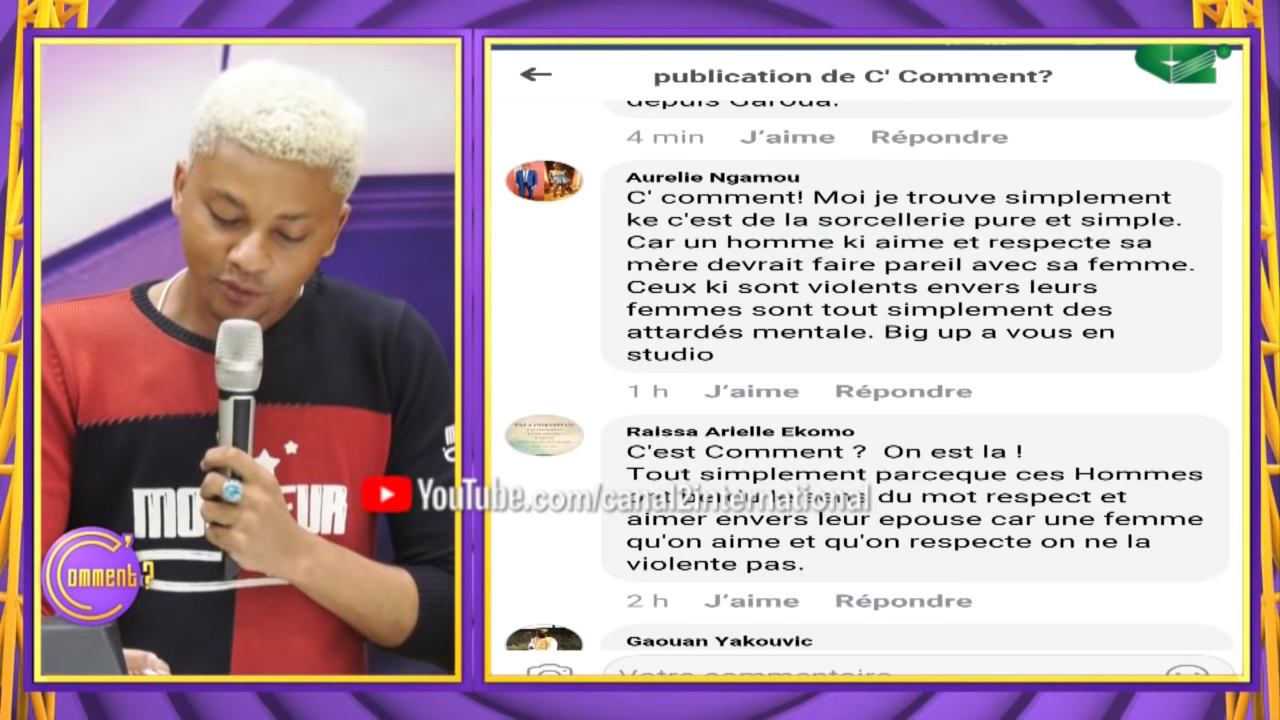 publication de C' Comment?
depuis Garoua.
4 min J'aime Répondre
Aurelie Ngamou
C' comment! Moi je trouve simplement
ke c'est de la sorcellerie pure et simple.
Car un homme ki aime et respecte sa
mère devrait faire pareil avec sa femme.
Ceux ki sont violents envers leurs
femmes sont tout simplement des
attardés mentale. Big up a vous en
studio
1 h J'aime Répondre
Raissa Arielle Ekomo
C'est Comment ? On est la !
Tout simplement parceque ces Hommes
du mot respect et
aimer envers leur epouse car une femme
qu'on aime et qu'on respecte on ne la
violente pas.
2 h J'aime Répondre
Gaouan Yakouvic
Votre commentaire
YouTube.com/canal2international
C'omment?